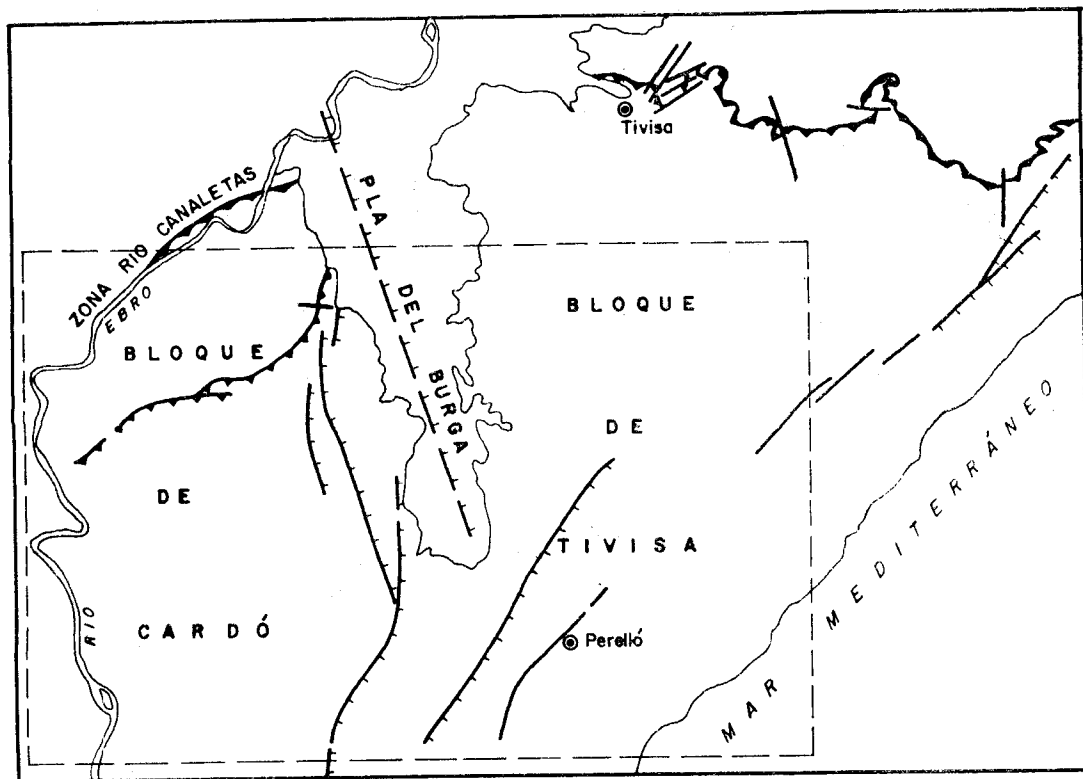 Tivisa
ZONA RIO CANALETAS
PLA DEL BURGA
EBRO
BLOQUE
BLOQUE
DE
DE
TIVISA
CARDÓ
RIO
Perelló
MAR MEDITERRÁNEO